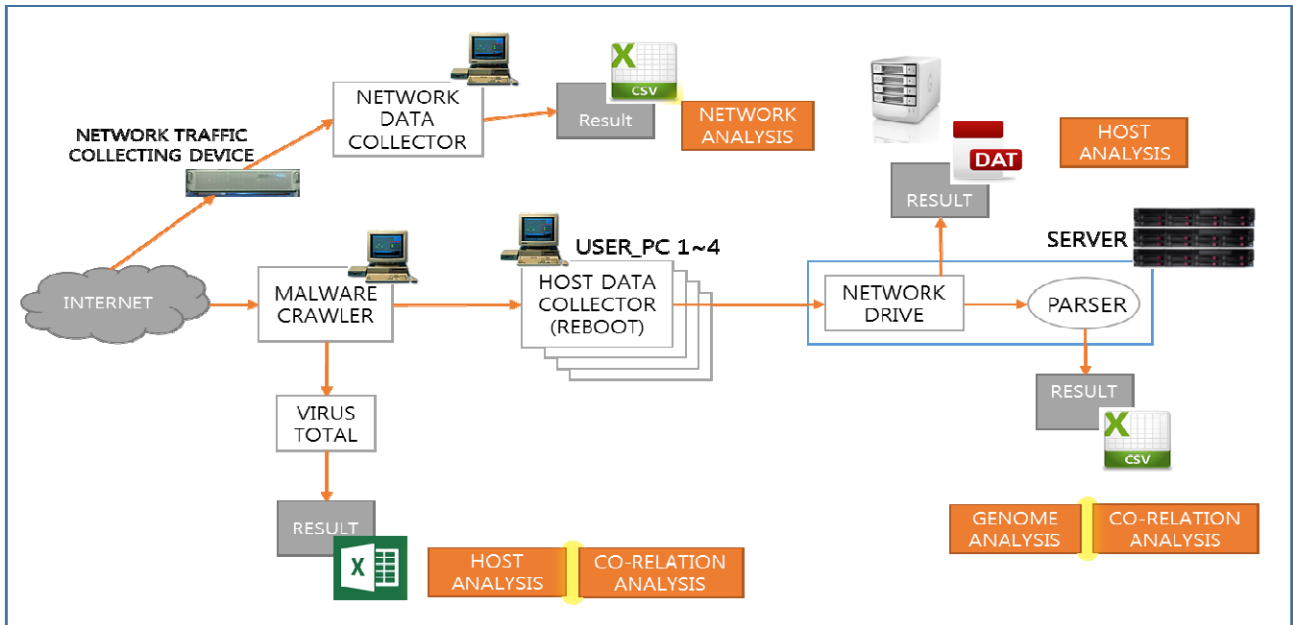 NETWORK TRAFFIC
COLLECTING DEVICE
NETWORK
DATA
COLLECTOR
Result
X
CSV
NETWORK
ANALYSIS
DAT
RESULT
HOST
ANALYSIS
INTERNET
MALWARE
CRAWLER
USER_PC 1~4
HOST DATA
COLLECTOR
(REBOOT)
SERVER
NETWORK
DRIVE
PARSER
VIRUS
TOTAL
RESULT
X
CSV
RESULT
X
HOST
ANALYSIS
CO-RELATION
ANALYSIS
GENOME
ANALYSIS
CO-RELATION
ANALYSIS